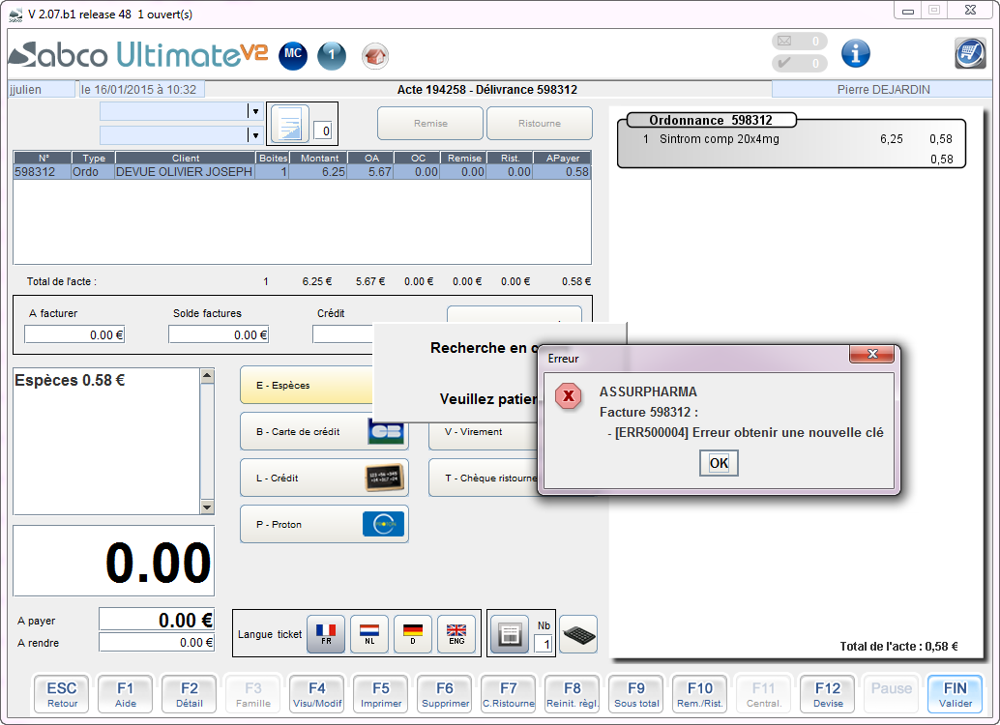 V 2.07.b1 release 48 1 ouvert(s)
Sabco Ultimate V2 MC 1 0
0
jjulien le 16/01/2015 à 10:32 Acte 194258 - Délivrance 598312 Pierre DEJARDIN
0 Remise Ristourne
Ordonnance 598312
1 Sintrom comp 20x4mg 6,25 0,58
0,58
N° Type Client Boites Montant OA OC Remise Rist. APayer
598312 Ordo DEVUE OLIVIER JOSEPH 1 6.25 5.67 0.00 0.00 0.00 0.58
Total de l'acte : 1 6.25 € 5.67 € 0.00 € 0.00 € 0.00 € 0.58 €
A facturer Solde factures Crédit
0.00 € 0.00 €
Recherche en c
Veuillez patien
Erreur
ASSURPHARMA
Facture 598312 :
- [ERR500004] Erreur obtenir une nouvelle clé
OK
Espèces 0.58 €
E - Espèces
B - Carte de crédit CB V - Virement
L - Crédit T - Chèque ristourne
P - Proton PROTON
0.00
A payer 0.00 €
A rendre 0.00 €
Langue ticket FR NL D ENG Nb
1
Total de l'acte : 0,58 €
ESC F1 F2 F3 F4 F5 F6 F7 F8 F9 F10 F11 F12 Pause FIN
Retour Aide Détail Famille Visu/Modif Imprimer Supprimer C.Ristourne Reinit. règl. Sous total Rem./Rist. Central. Devise Valider